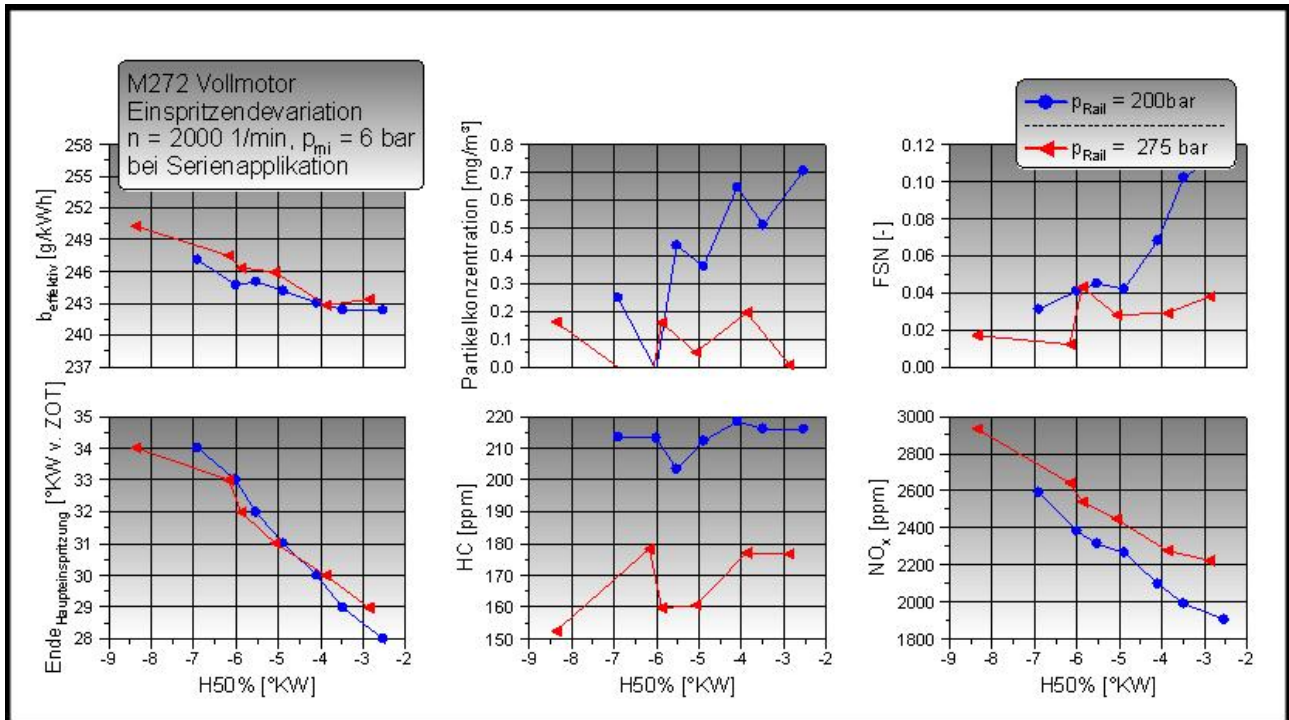 M272 Vollmotor
Einspritzendevariation
n = 2000 1/min, pmi = 6 bar
bei Serienapplikation
pRail = 200bar
pRail = 275 bar
beffektiv [g/kWh]
258
255
252
249
246
243
240
237
Partikelkonzentration [mg/m³]
0.8
0.7
0.6
0.5
0.4
0.3
0.2
0.1
0.0
FSN [-]
0.12
0.10
0.08
0.06
0.04
0.02
0.00
EndeHaupteinspritzung [°KW v. ZOT]
35
34
33
32
31
30
29
28
-9 -8 -7 -6 -5 -4 -3 -2
H50% [°KW]
HC [ppm]
220
210
200
190
180
170
160
150
-9 -8 -7 -6 -5 -4 -3 -2
H50% [°KW]
NOx [ppm]
3000
2800
2600
2400
2200
2000
1800
-9 -8 -7 -6 -5 -4 -3 -2
H50% [°KW]